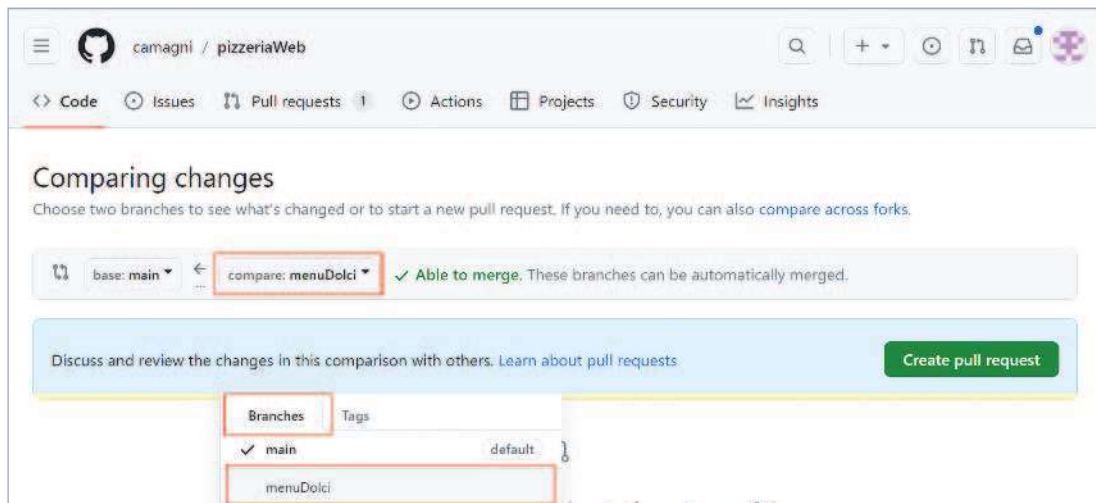 camagni / pizzeriaWeb
Code Issues Pull requests 1 Actions Projects Security Insights
Comparing changes
Choose two branches to see what's changed or to start a new pull request. If you need to, you can also compare across forks.
base: main compare: menuDolci ✓ Able to merge. These branches can be automatically merged.
Discuss and review the changes in this comparison with others. Learn about pull requests Create pull request
Branches Tags
✓ main default
menuDolci